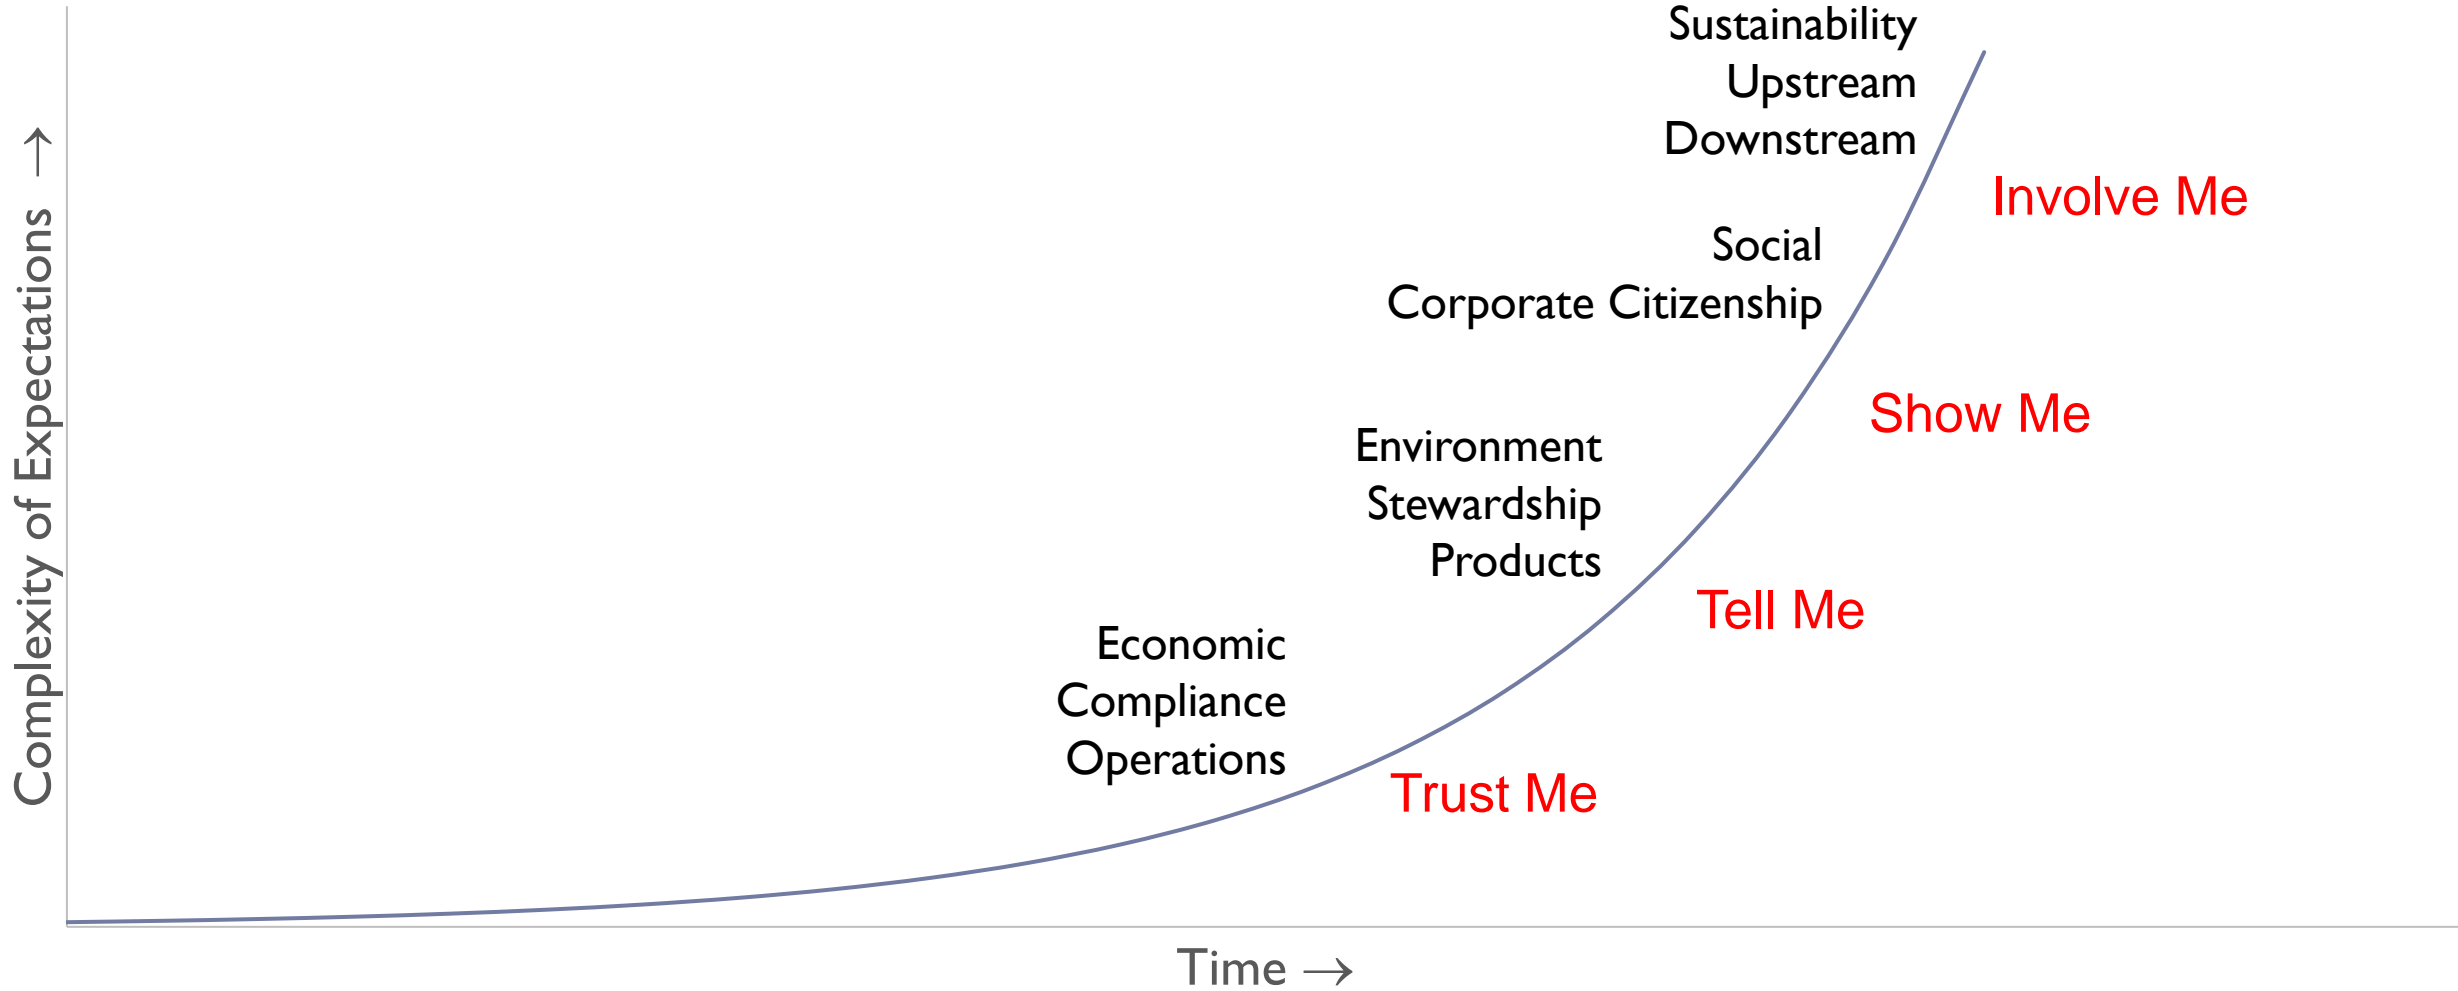 Sustainability
Upstream
Downstream
Involve Me
Social
Corporate Citizenship
Show Me
Environment
Stewardship
Products
Tell Me
Economic
Compliance
Operations
Trust Me
Complexity of Expectations →
Time →